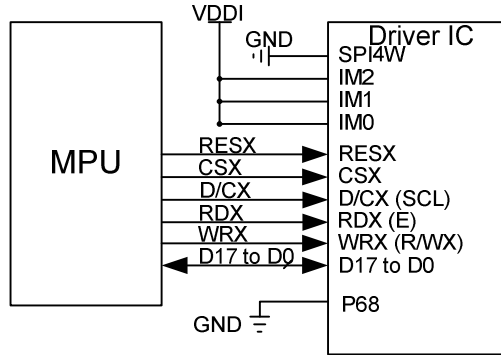 VDDI
GND
Driver IC
SPI4W
IM2
IM1
IM0
MPU
RESX
RESX
CSX
CSX
D/CX
D/CX (SCL)
RDX
RDX (E)
WRX
WRX (R/WX)
D17 to D0
D17 to D0
GND
P68